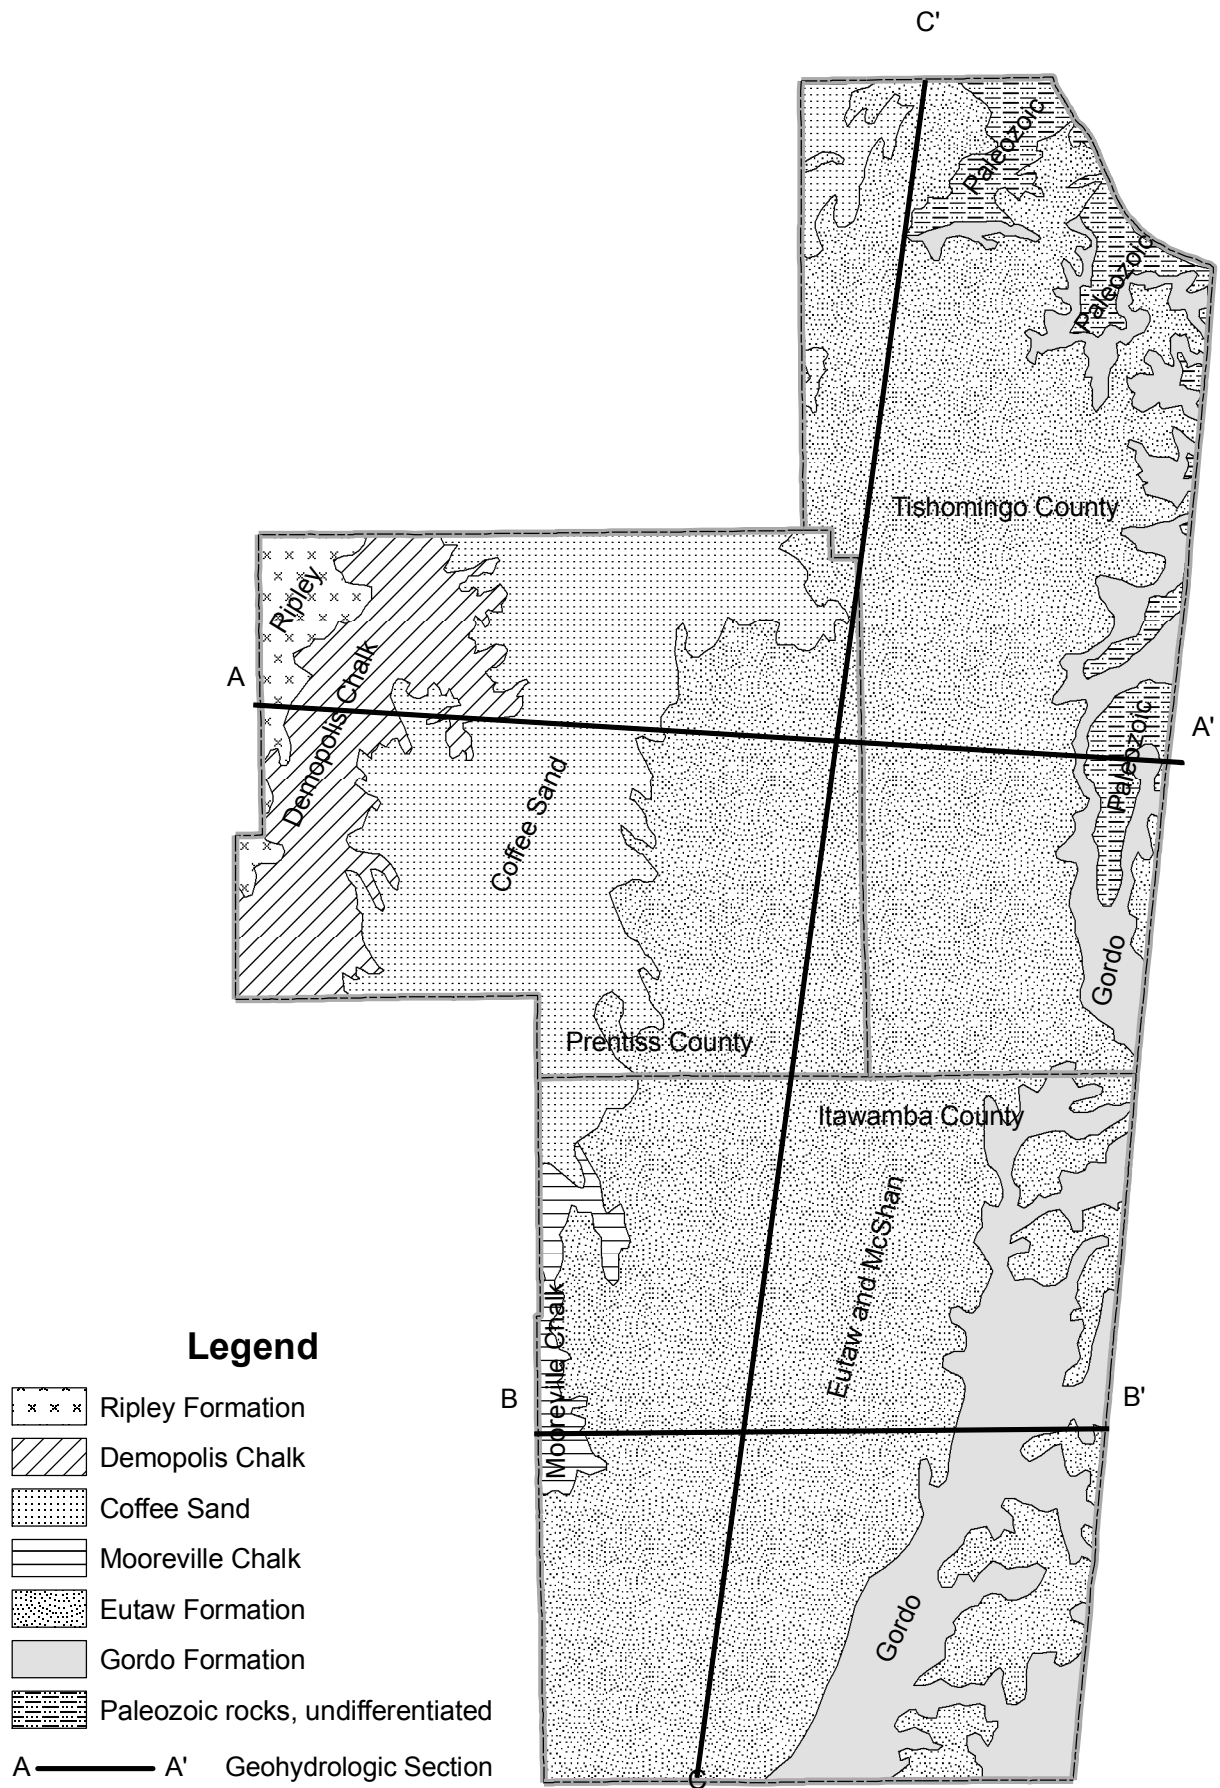 C'
Paleozoic
Paleozoic
Tishomingo County
Ripley
Demopolis Chalk
A
A'
Paleozoic
Coffee Sand
Gordo
Prentiss County
Itawamba County
Eutaw and McShan
Mooreville Chalk
B
B'
Gordo
C
Legend
Ripley Formation
Demopolis Chalk
Coffee Sand
Mooreville Chalk
Eutaw Formation
Gordo Formation
Paleozoic rocks, undifferentiated
A A' Geohydrologic Section